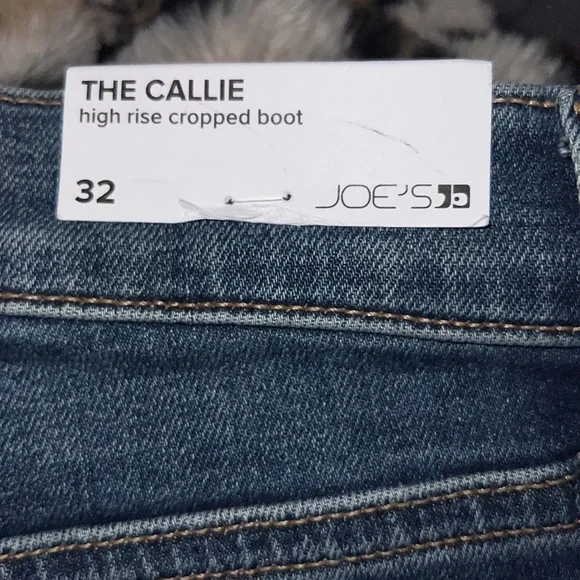 THE CALLIE
high rise cropped boot
32
JOE'S